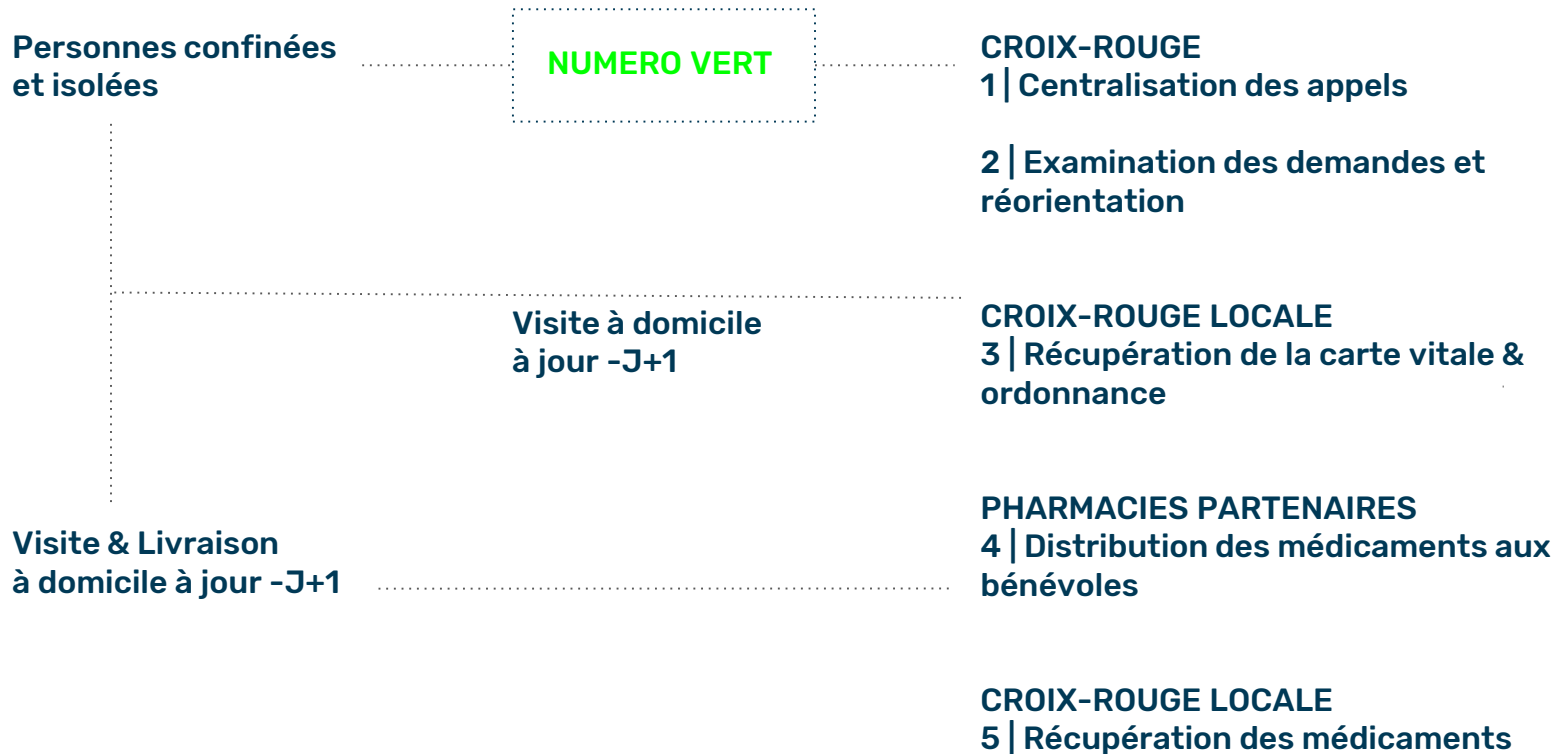 Personnes confinées
et isolées
NUMERO VERT
CROIX-ROUGE
1 | Centralisation des appels
2 | Examination des demandes et
réorientation
Visite à domicile
à jour -J+1
CROIX-ROUGE LOCALE
3 | Récupération de la carte vitale &
ordonnance
Visite & Livraison
à domicile à jour -J+1
PHARMACIES PARTENAIRES
4 | Distribution des médicaments aux
bénévoles
CROIX-ROUGE LOCALE
5 | Récupération des médicaments